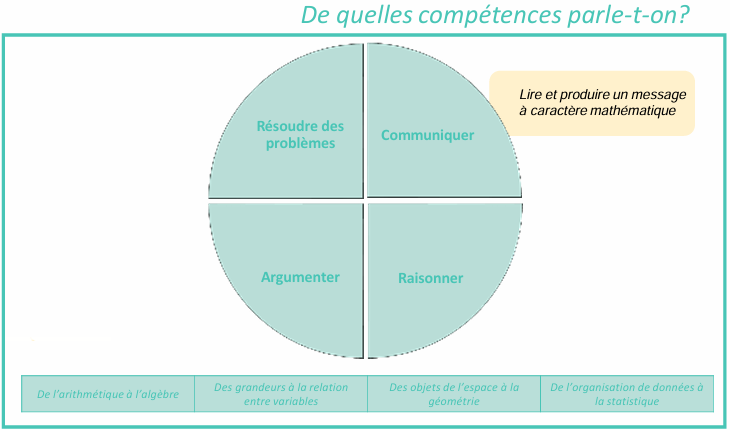 De quelles compétences parle-t-on?
Lire et produire un message
à caractère mathématique
Résoudre des
problèmes
Communiquer
Argumenter
Raisonner
De l'arithmétique à l'algèbre
Des grandeurs à la relation
entre variables
Des objets de l'espace à la
géométrie
De l'organisation de données à
la statistique